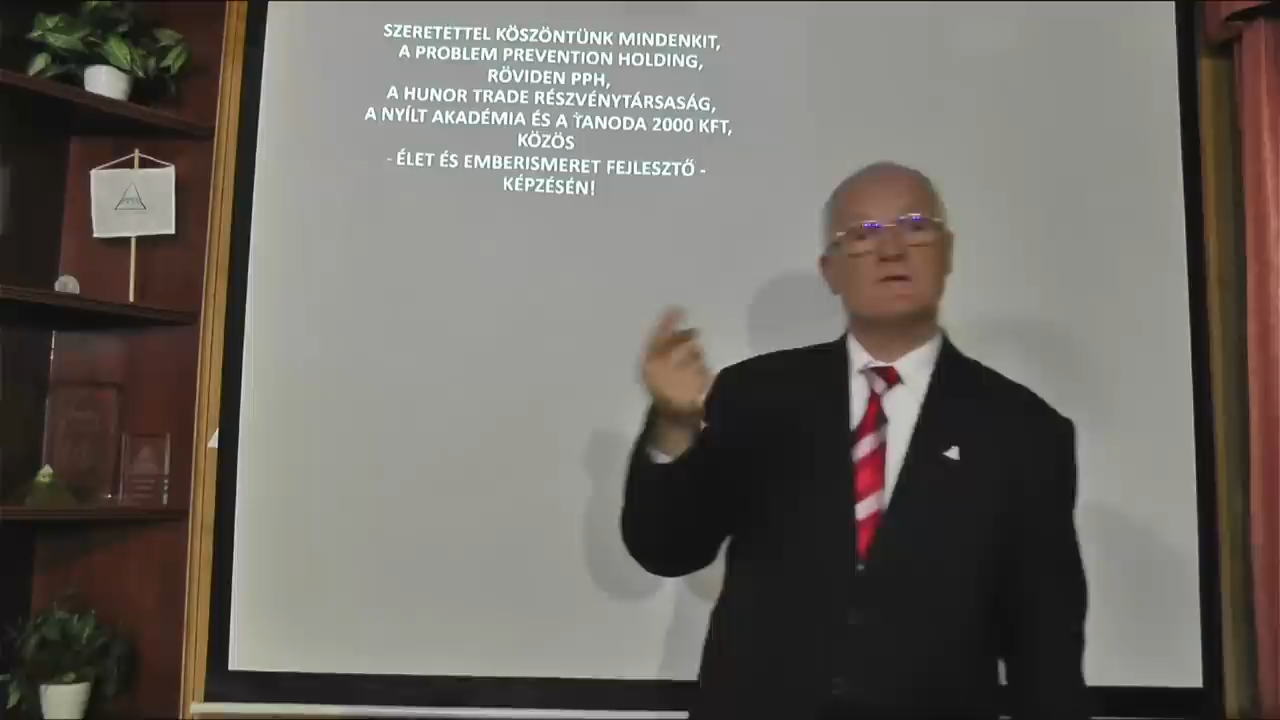 SZERETETTEL KÖSZÖNTÜNK MINDENKIT,
A PROBLEM PREVENTION HOLDING,
RÖVIDEN PPH,
A HUNOR TRADE RÉSZVÉNYTÁRSASÁG,
A NYÍLT AKADÉMIA ÉS A TANODA 2000 KFT,
KÖZÖS
- ÉLET ÉS EMBERISMERET FEJLESZTŐ -
KÉPZÉSÉN!